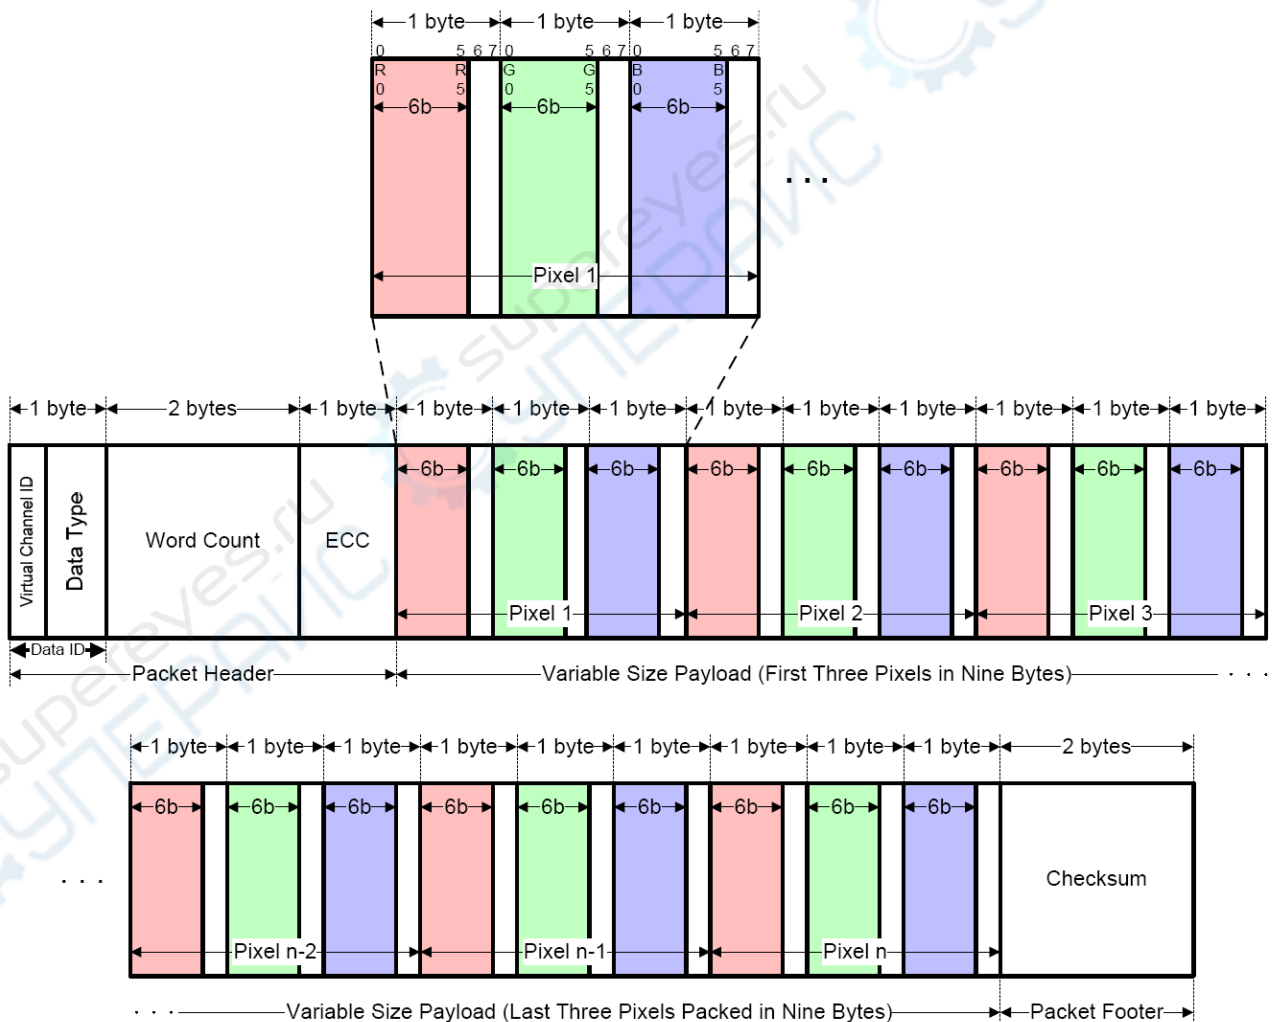 1 byte 1 byte 1 byte
0 5 6 7 0 5 6 7 0 5 6 7
R R G G B B
0 5 0 5 0 5
6b 6b 6b
. . .
Pixel 1
1 byte 2 bytes 1 byte 1 byte 1 byte 1 byte 1 byte 1 byte 1 byte 1 byte 1 byte 1 byte
6b 6b 6b 6b 6b 6b 6b 6b 6b
Virtual Channel ID
Data Type
Word Count
ECC
Pixel 1 Pixel 2 Pixel 3
Data ID
Packet Header Variable Size Payload (First Three Pixels in Nine Bytes) . . .
1 byte 1 byte 1 byte 1 byte 1 byte 1 byte 1 byte 1 byte 1 byte 2 bytes
6b 6b 6b 6b 6b 6b 6b 6b 6b
. . .
Checksum
Pixel n-2 Pixel n-1 Pixel n
. . . Variable Size Payload (Last Three Pixels Packed in Nine Bytes) Packet Footer
supereyes.ru
СУПЕРАЙС
supereyes.ru
СУПЕРАЙС